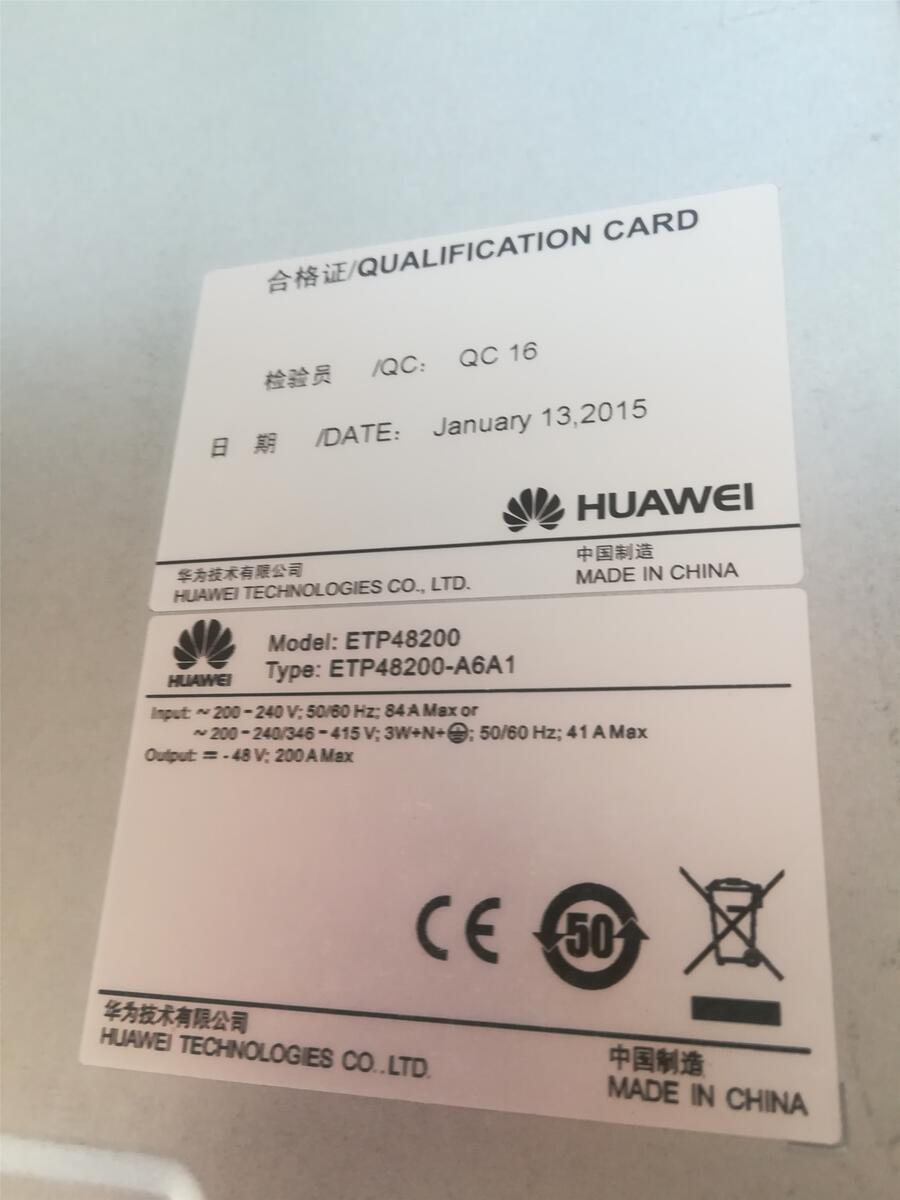 合格证/QUALIFICATION CARD
检验员 /QC: QC 16
日 期 /DATE: January 13,2015
HUAWEI
华为技术有限公司
HUAWEI TECHNOLOGIES CO., LTD.
中国制造
MADE IN CHINA
HUAWEI
Model: ETP48200
Type: ETP48200-A6A1
Input: ~ 200 - 240 V; 50/60 Hz; 84 A Max or
~ 200 - 240/346 - 415 V; 3W+N+⏚; 50/60 Hz; 41 A Max
Output: ⎓ - 48 V; 200 A Max
CE
50
华为技术有限公司
HUAWEI TECHNOLOGIES CO.,LTD.
中国制造
MADE IN CHINA